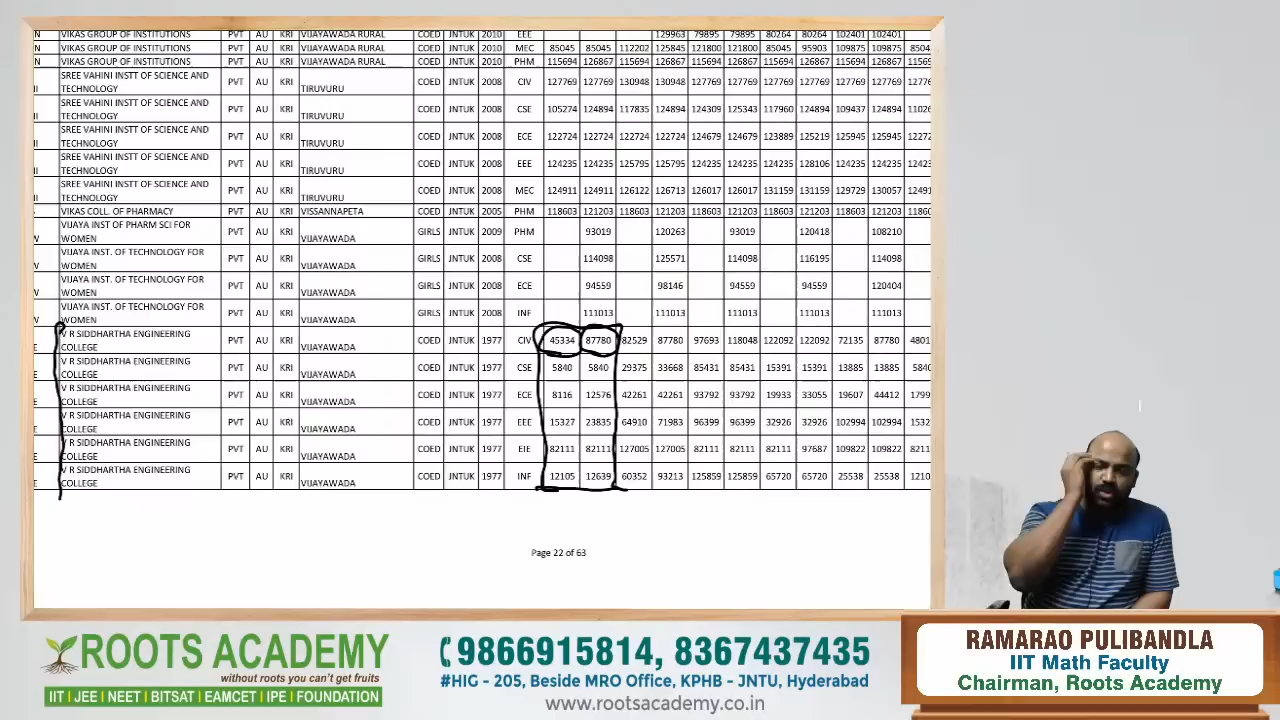 N VIKAS GROUP OF INSTITUTIONS PVT AU KRI VIJAYAWADA RURAL COED JNTUK 2010 EEE 129963 79895 79895 80264 80264 102401 102401
N VIKAS GROUP OF INSTITUTIONS PVT AU KRI VIJAYAWADA RURAL COED JNTUK 2010 MEC 85045 85045 112202 125845 121800 121800 85045 95903 109875 109875 8504
N VIKAS GROUP OF INSTITUTIONS PVT AU KRI VIJAYAWADA RURAL COED JNTUK 2010 PHM 115694 126867 115694 126867 115694 126867 115694 126867 115694 126867 1156
SREE VAHINI INSTT OF SCIENCE AND
TECHNOLOGY PVT AU KRI TIRUVURU COED JNTUK 2008 CIV 127769 127769 130948 130948 127769 127769 127769 127769 127769 127769 1277
SREE VAHINI INSTT OF SCIENCE AND
TECHNOLOGY PVT AU KRI TIRUVURU COED JNTUK 2008 CSE 105274 124894 117835 124894 124309 125343 117960 124894 109437 124894 1102
SREE VAHINI INSTT OF SCIENCE AND
TECHNOLOGY PVT AU KRI TIRUVURU COED JNTUK 2008 ECE 122724 122724 122724 124679 124679 124679 123889 125219 125945 125945 1227
SREE VAHINI INSTT OF SCIENCE AND
TECHNOLOGY PVT AU KRI TIRUVURU COED JNTUK 2008 EEE 124235 124235 125795 125795 124235 124235 124235 128106 124235 124235 1242
SREE VAHINI INSTT OF SCIENCE AND
TECHNOLOGY PVT AU KRI TIRUVURU COED JNTUK 2008 MEC 124911 124911 126122 126713 126017 126017 131159 131159 129729 130057 1249
VIKAS COLL. OF PHARMACY PVT AU KRI VISSANNAPETA COED JNTUK 2005 PHM 118603 121203 118603 121203 118603 121203 118603 121203 118603 121203 1186
VIJAYA INST OF PHARM SCI FOR
WOMEN PVT AU KRI VIJAYAWADA GIRLS JNTUK 2009 PHM 93019 120263 93019 120418 108210
VIJAYA INST. OF TECHNOLOGY FOR
WOMEN PVT AU KRI VIJAYAWADA GIRLS JNTUK 2008 CSE 114098 125571 114098 116195 114098
VIJAYA INST. OF TECHNOLOGY FOR
WOMEN PVT AU KRI VIJAYAWADA GIRLS JNTUK 2008 ECE 94559 98146 94559 94559 120404
VIJAYA INST. OF TECHNOLOGY FOR
WOMEN PVT AU KRI VIJAYAWADA GIRLS JNTUK 2008 INF 111013 111013 111013 111013 111013
V R SIDDHARTHA ENGINEERING
COLLEGE PVT AU KRI VIJAYAWADA COED JNTUK 1977 CIV 45334 87780 82529 87780 97693 118048 122092 122092 72135 87780 4801
V R SIDDHARTHA ENGINEERING
COLLEGE PVT AU KRI VIJAYAWADA COED JNTUK 1977 CSE 5840 5840 29375 33668 85431 85431 15391 15391 13885 13885 5840
V R SIDDHARTHA ENGINEERING
COLLEGE PVT AU KRI VIJAYAWADA COED JNTUK 1977 ECE 8116 12576 42261 42261 93792 93792 19933 33055 19607 44412 1799
V R SIDDHARTHA ENGINEERING
COLLEGE PVT AU KRI VIJAYAWADA COED JNTUK 1977 EEE 15327 23835 64910 71983 96399 96399 32926 32926 102994 102994 1532
V R SIDDHARTHA ENGINEERING
COLLEGE PVT AU KRI VIJAYAWADA COED JNTUK 1977 EIE 82111 82111 127005 127005 82111 82111 82111 97687 109822 109822 8211
V R SIDDHARTHA ENGINEERING
COLLEGE PVT AU KRI VIJAYAWADA COED JNTUK 1977 INF 12105 12639 60352 93213 125859 125859 65720 65720 25538 25538 1210
Page 22 of 63
ROOTS ACADEMY
without roots you can't get fruits
IIT | JEE | NEET | BITSAT | EAMCET | IPE | FOUNDATION
9866915814, 8367437435
#HIG - 205, Beside MRO Office, KPHB - JNTU, Hyderabad
www.rootsacademy.co.in
RAMARAO PULIBANDLA
IIT Math Faculty
Chairman, Roots Academy